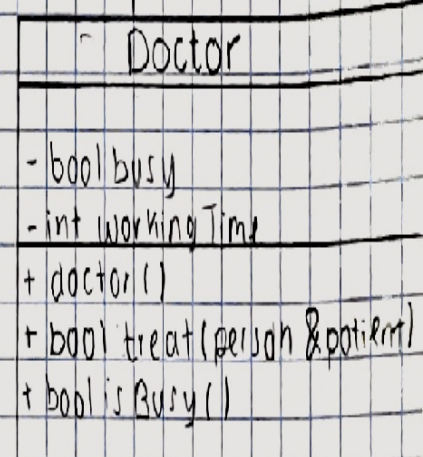 Doctor
- bool busy
- int workingTime
+ doctor()
+ bool treat(person &patient)
+ bool isBusy()